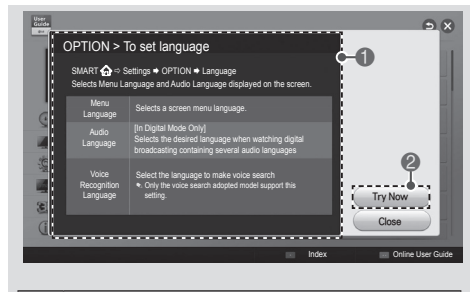 User
Guide
OPTION > To set language
SMART ⇨ Settings ➡ OPTION ➡ Language
Selects Menu Language and Audio Language displayed on the screen.
Menu
Language
Selects a screen menu language.
Audio
Language
[In Digital Mode Only]
Selects the desired language when watching digital
broadcasting containing several audio languages
Voice
Recognition
Language
Select the language to make voice search
Only the voice search adopted model support this
setting.
1
2
Try Now
Close
Index
Online User Guide